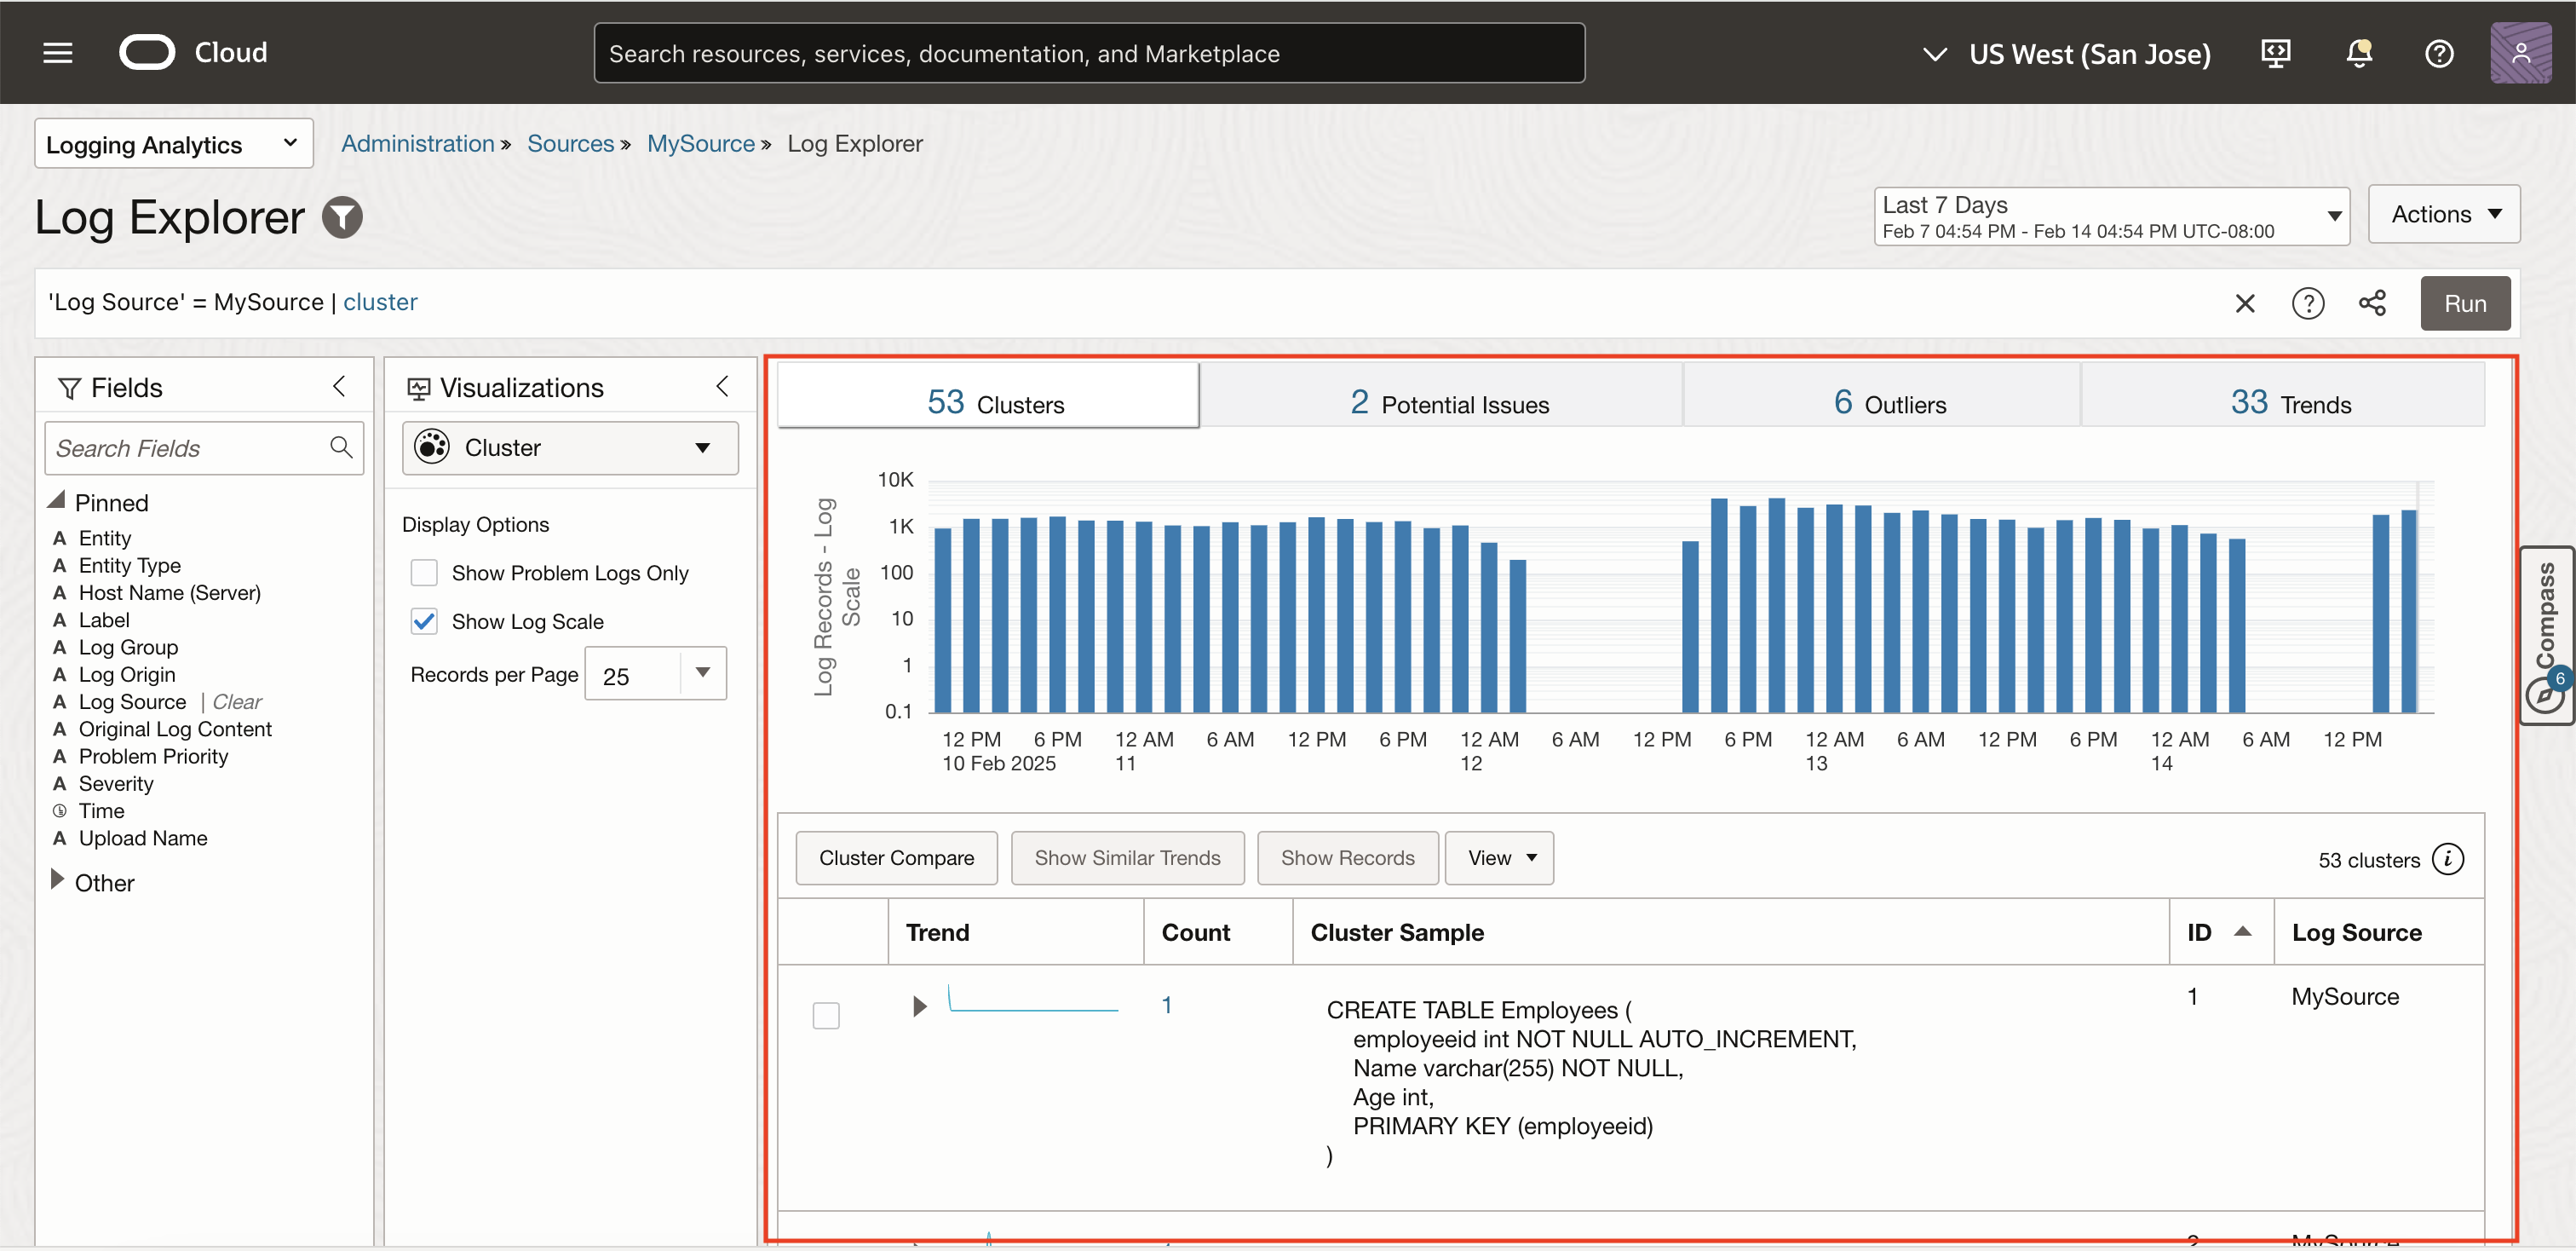 Cloud
Search resources, services, documentation, and Marketplace
US West (San Jose)
Logging Analytics
Administration » Sources » MySource » Log Explorer
Log Explorer
Last 7 Days
Feb 7 04:54 PM - Feb 14 04:54 PM UTC-08:00
Actions
'Log Source' = MySource | cluster
Run
Fields
Search Fields
Pinned
A Entity
A Entity Type
A Host Name (Server)
A Label
A Log Group
A Log Origin
A Log Source | Clear
A Original Log Content
A Problem Priority
A Severity
Time
A Upload Name
Other
Visualizations
Cluster
Display Options
Show Problem Logs Only
Show Log Scale
Records per Page 25
53 Clusters
2 Potential Issues
6 Outliers
33 Trends
Log Records - Log
Scale
10K
1K
100
10
1
0.1
12 PM 6 PM 12 AM 6 AM 12 PM 6 PM 12 AM 6 AM 12 PM 6 PM 12 AM 6 AM 12 PM 6 PM 12 AM 6 AM 12 PM
10 Feb 2025 11 12 13 14
Compass
6
Cluster Compare
Show Similar Trends
Show Records
View
53 clusters
Trend Count Cluster Sample ID Log Source
1
CREATE TABLE Employees (
employeeid int NOT NULL AUTO_INCREMENT,
Name varchar(255) NOT NULL,
Age int,
PRIMARY KEY (employeeid)
)
1
MySource
2 MySource